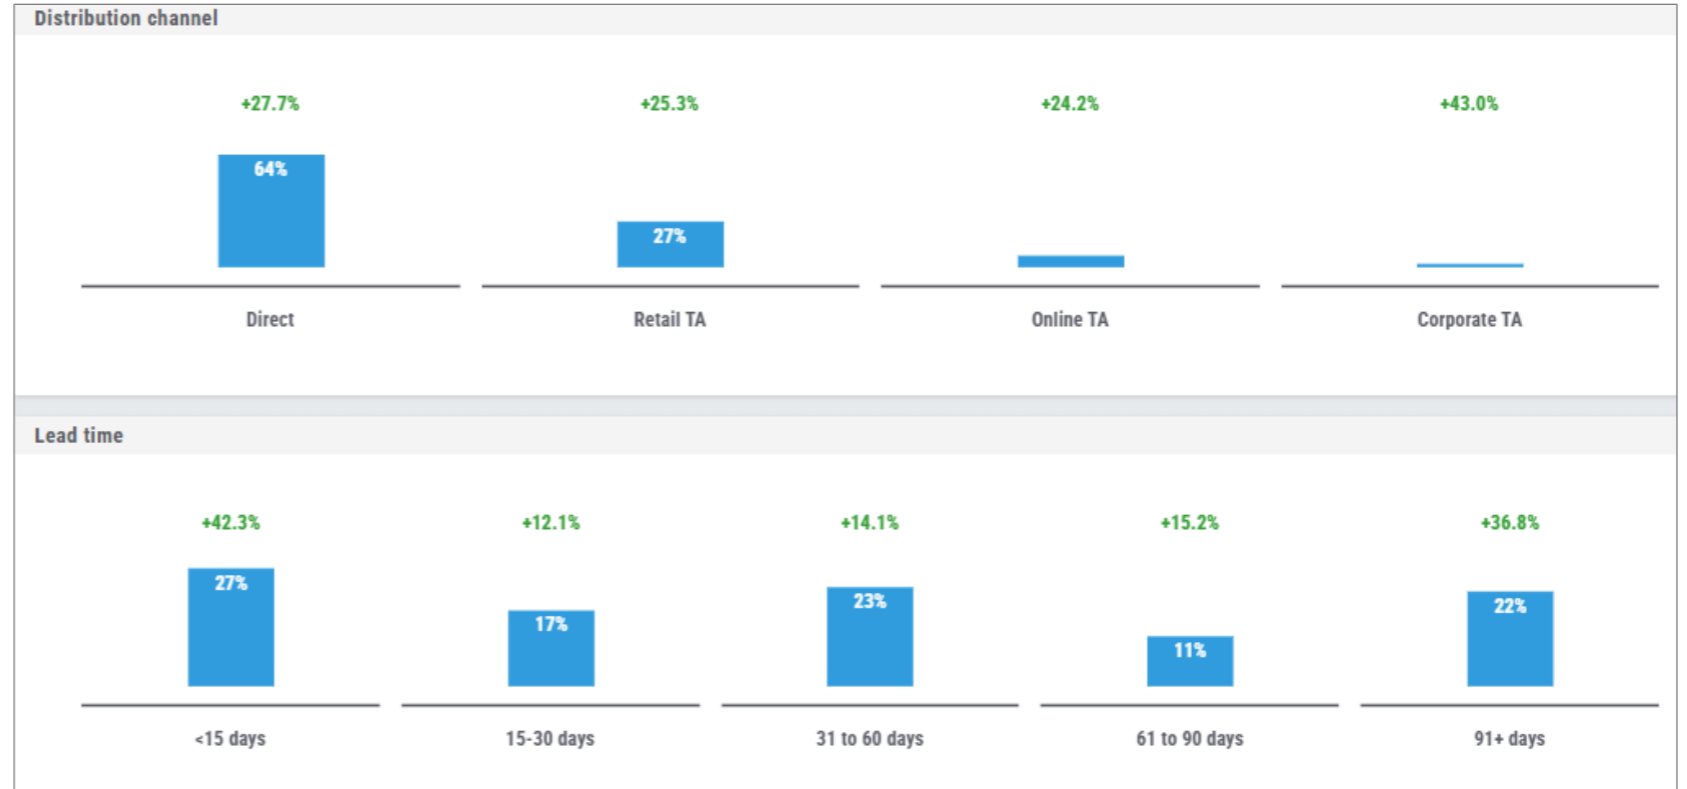 Distribution channel
+27.7% +25.3% +24.2% +43.0%
64%
27%
Direct Retail TA Online TA Corporate TA
Lead time
+42.3% +12.1% +14.1% +15.2% +36.8%
27% 17% 23% 11% 22%
<15 days 15-30 days 31 to 60 days 61 to 90 days 91+ days